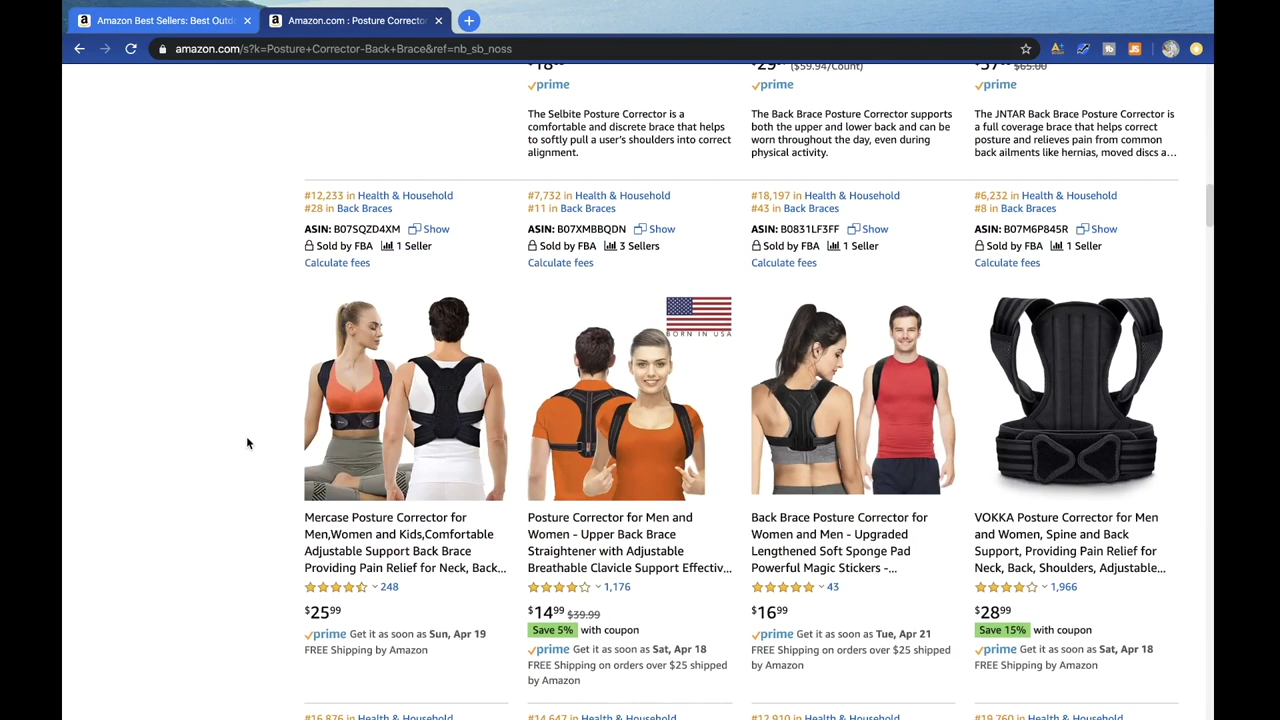 Amazon Best Sellers: Best Outdo
Amazon.com : Posture Corrector
amazon.com/s?k=Posture+Corrector-Back+Brace&ref=nb_sb_noss
$18⁹⁹
$29⁹⁹ ($59.94/Count)
$37⁹⁹ $65.00
prime
prime
prime
The Selbite Posture Corrector is a
comfortable and discrete brace that helps
to softly pull a user's shoulders into correct
alignment.
The Back Brace Posture Corrector supports
both the upper and lower back and can be
worn throughout the day, even during
physical activity.
The JNTAR Back Brace Posture Corrector is
a full coverage brace that helps correct
posture and relieves pain from common
back ailments like hernias, moved discs a...
#12,233 in Health & Household
#28 in Back Braces
ASIN: B07SQZD4XM Show
Sold by FBA 1 Seller
Calculate fees
#7,732 in Health & Household
#11 in Back Braces
ASIN: B07XMBBQDN Show
Sold by FBA 3 Sellers
Calculate fees
#18,197 in Health & Household
#43 in Back Braces
ASIN: B0831LF3FF Show
Sold by FBA 1 Seller
Calculate fees
#6,232 in Health & Household
#8 in Back Braces
ASIN: B07M6P845R Show
Sold by FBA 1 Seller
Calculate fees
BORN IN USA
Mercase Posture Corrector for
Men,Women and Kids,Comfortable
Adjustable Support Back Brace
Providing Pain Relief for Neck, Back...
248
$25⁹⁹
prime Get it as soon as Sun, Apr 19
FREE Shipping by Amazon
Posture Corrector for Men and
Women - Upper Back Brace
Straightener with Adjustable
Breathable Clavicle Support Effectiv...
1,176
$14⁹⁹ $39.99
Save 5% with coupon
prime Get it as soon as Sat, Apr 18
FREE Shipping on orders over $25 shipped
by Amazon
Back Brace Posture Corrector for
Women and Men - Upgraded
Lengthened Soft Sponge Pad
Powerful Magic Stickers -...
43
$16⁹⁹
prime Get it as soon as Tue, Apr 21
FREE Shipping on orders over $25 shipped
by Amazon
VOKKA Posture Corrector for Men
and Women, Spine and Back
Support, Providing Pain Relief for
Neck, Back, Shoulders, Adjustable...
1,966
$28⁹⁹
Save 15% with coupon
prime Get it as soon as Sat, Apr 18
FREE Shipping by Amazon
#16,876 in Health & Household
#14,647 in Health & Household
#12,910 in Health & Household
#19,760 in Health & Household